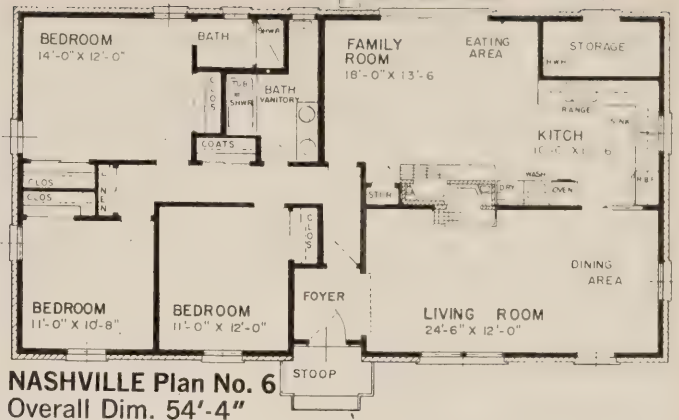 BEDROOM
14'-0" X 12'-0"
BATH
SHWR
FAMILY
ROOM
18'-0" X 13'-6
EATING
AREA
STORAGE
HWH
CLOS
TUB
SHWR
BATH
VANITORY
COATS
RANGE
SINK
KITCH
CLOS
CLOS
STOR
DRY
WASH
OVEN
CLOS
BEDROOM
11'-0" X 10'-8"
BEDROOM
11'-0" X 12'-0"
FOYER
LIVING ROOM
24'-6" X 12'-0"
DINING
AREA
STOOP
NASHVILLE Plan No. 6
Overall Dim. 54'-4"